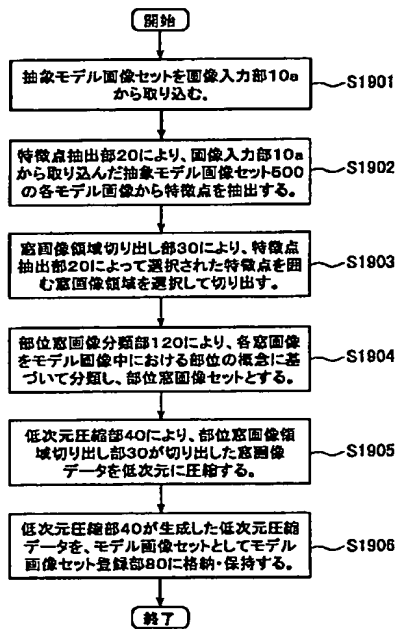 開始
抽象モデル画像セットを画像入力部10a
から取り込む。
S1901
特徴点抽出部20により、画像入力部10a
から取り込んだ抽象モデル画像セット500
の各モデル画像から特徴点を抽出する。
S1902
窓画像領域切り出し部30により、特徴点
抽出部20によって選択された特徴点を囲
む窓画像領域を選択して切り出す。
S1903
部位窓画像分類部120により、各窓画像
をモデル画像中における部位の概念に基
づいて分類し、部位窓画像セットとする。
S1904
低次元圧縮部40により、部位窓画像領
域切り出し部30が切り出した窓画像
データを低次元に圧縮する。
S1905
低次元圧縮部40が生成した低次元圧縮
データを、モデル画像セットとしてモデル
画像セット登録部80に格納・保持する。
S1906
終了